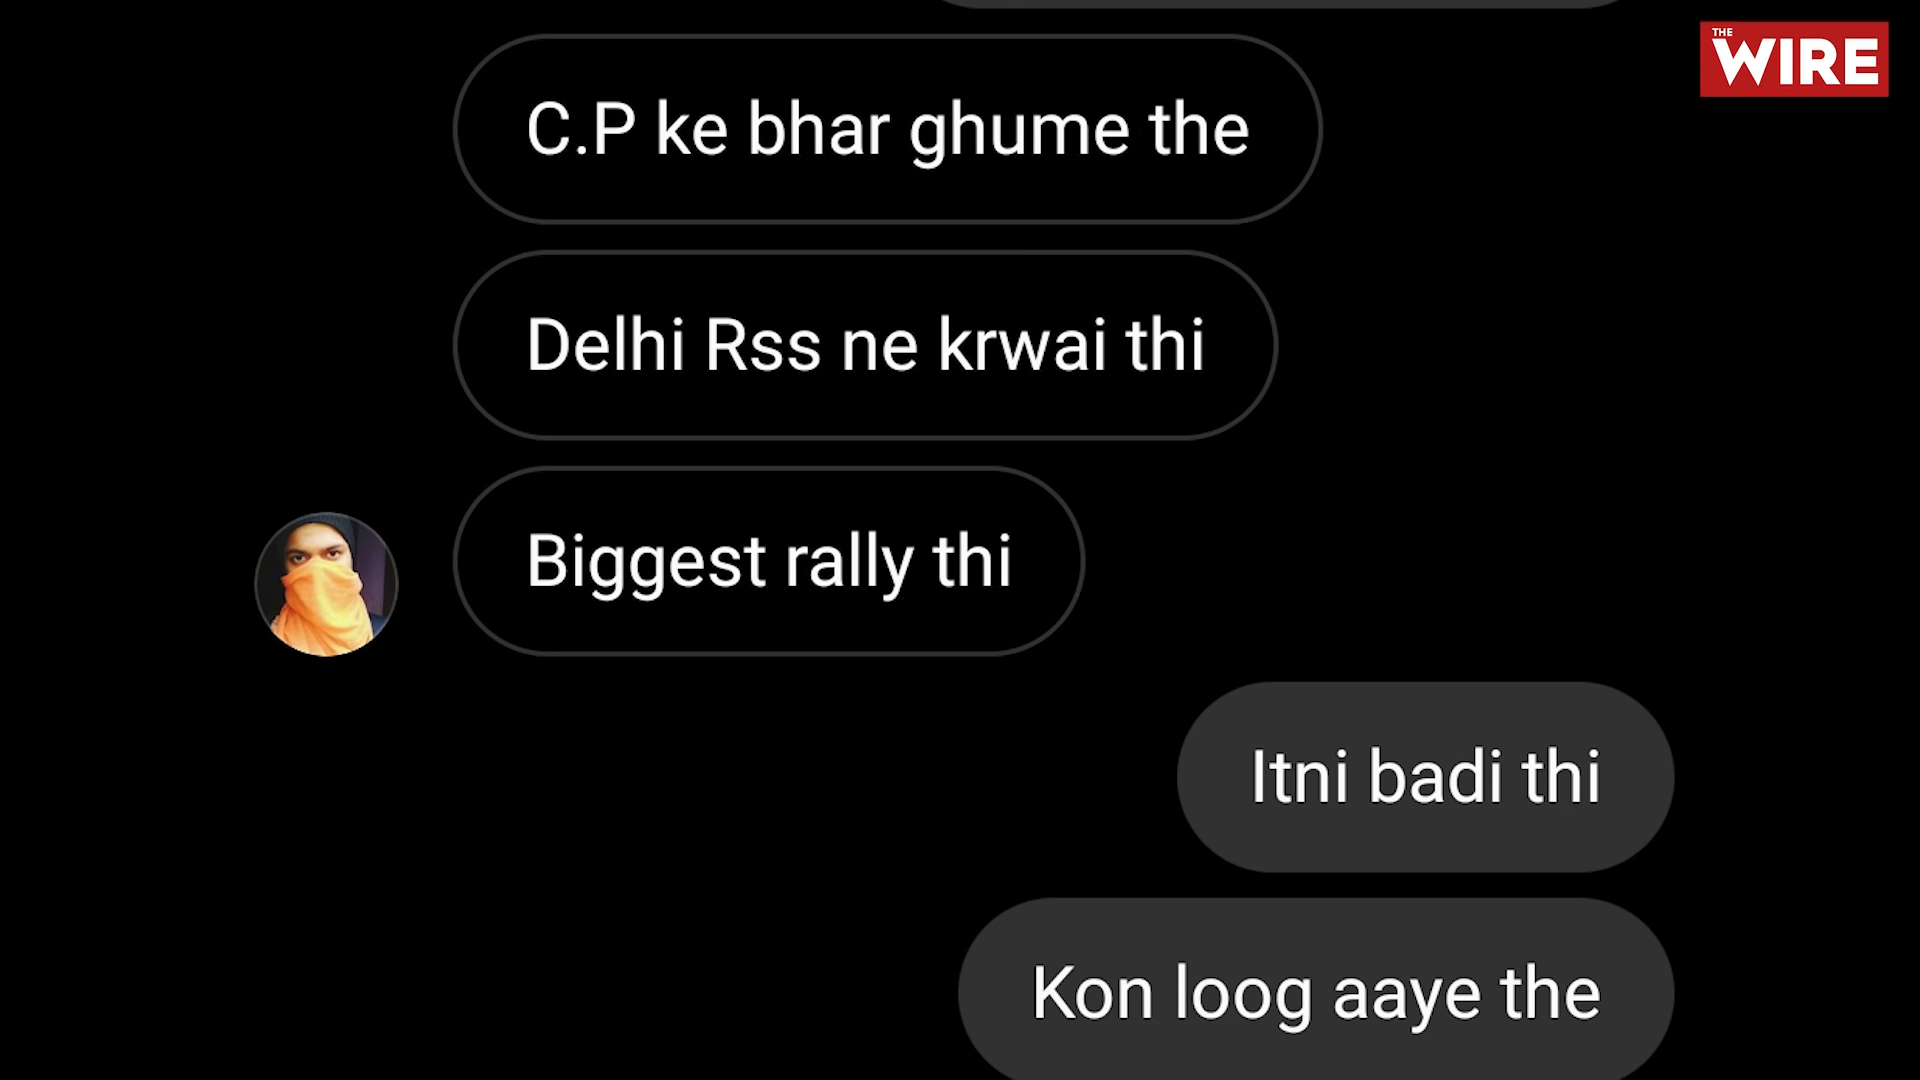 THE
WIRE
C.P ke bhar ghume the
Delhi Rss ne krwai thi
Biggest rally thi
Itni badi thi
Kon loog aaye the